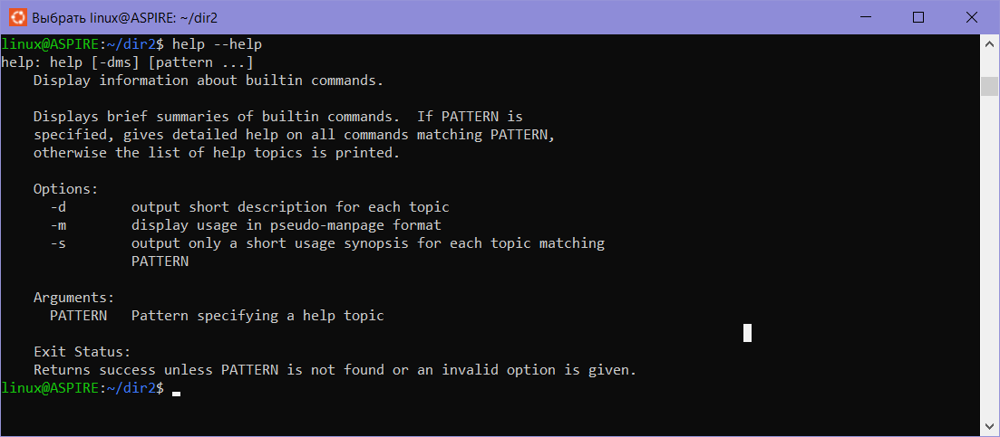 Выбрать linux@ASPIRE: ~/dir2
linux@ASPIRE:~/dir2$ help --help
help: help [-dms] [pattern ...]
    Display information about builtin commands.

    Displays brief summaries of builtin commands.  If PATTERN is
    specified, gives detailed help on all commands matching PATTERN,
    otherwise the list of help topics is printed.

    Options:
      -d        output short description for each topic
      -m        display usage in pseudo-manpage format
      -s        output only a short usage synopsis for each topic matching
                PATTERN

    Arguments:
      PATTERN   Pattern specifying a help topic

    Exit Status:
    Returns success unless PATTERN is not found or an invalid option is given.
linux@ASPIRE:~/dir2$